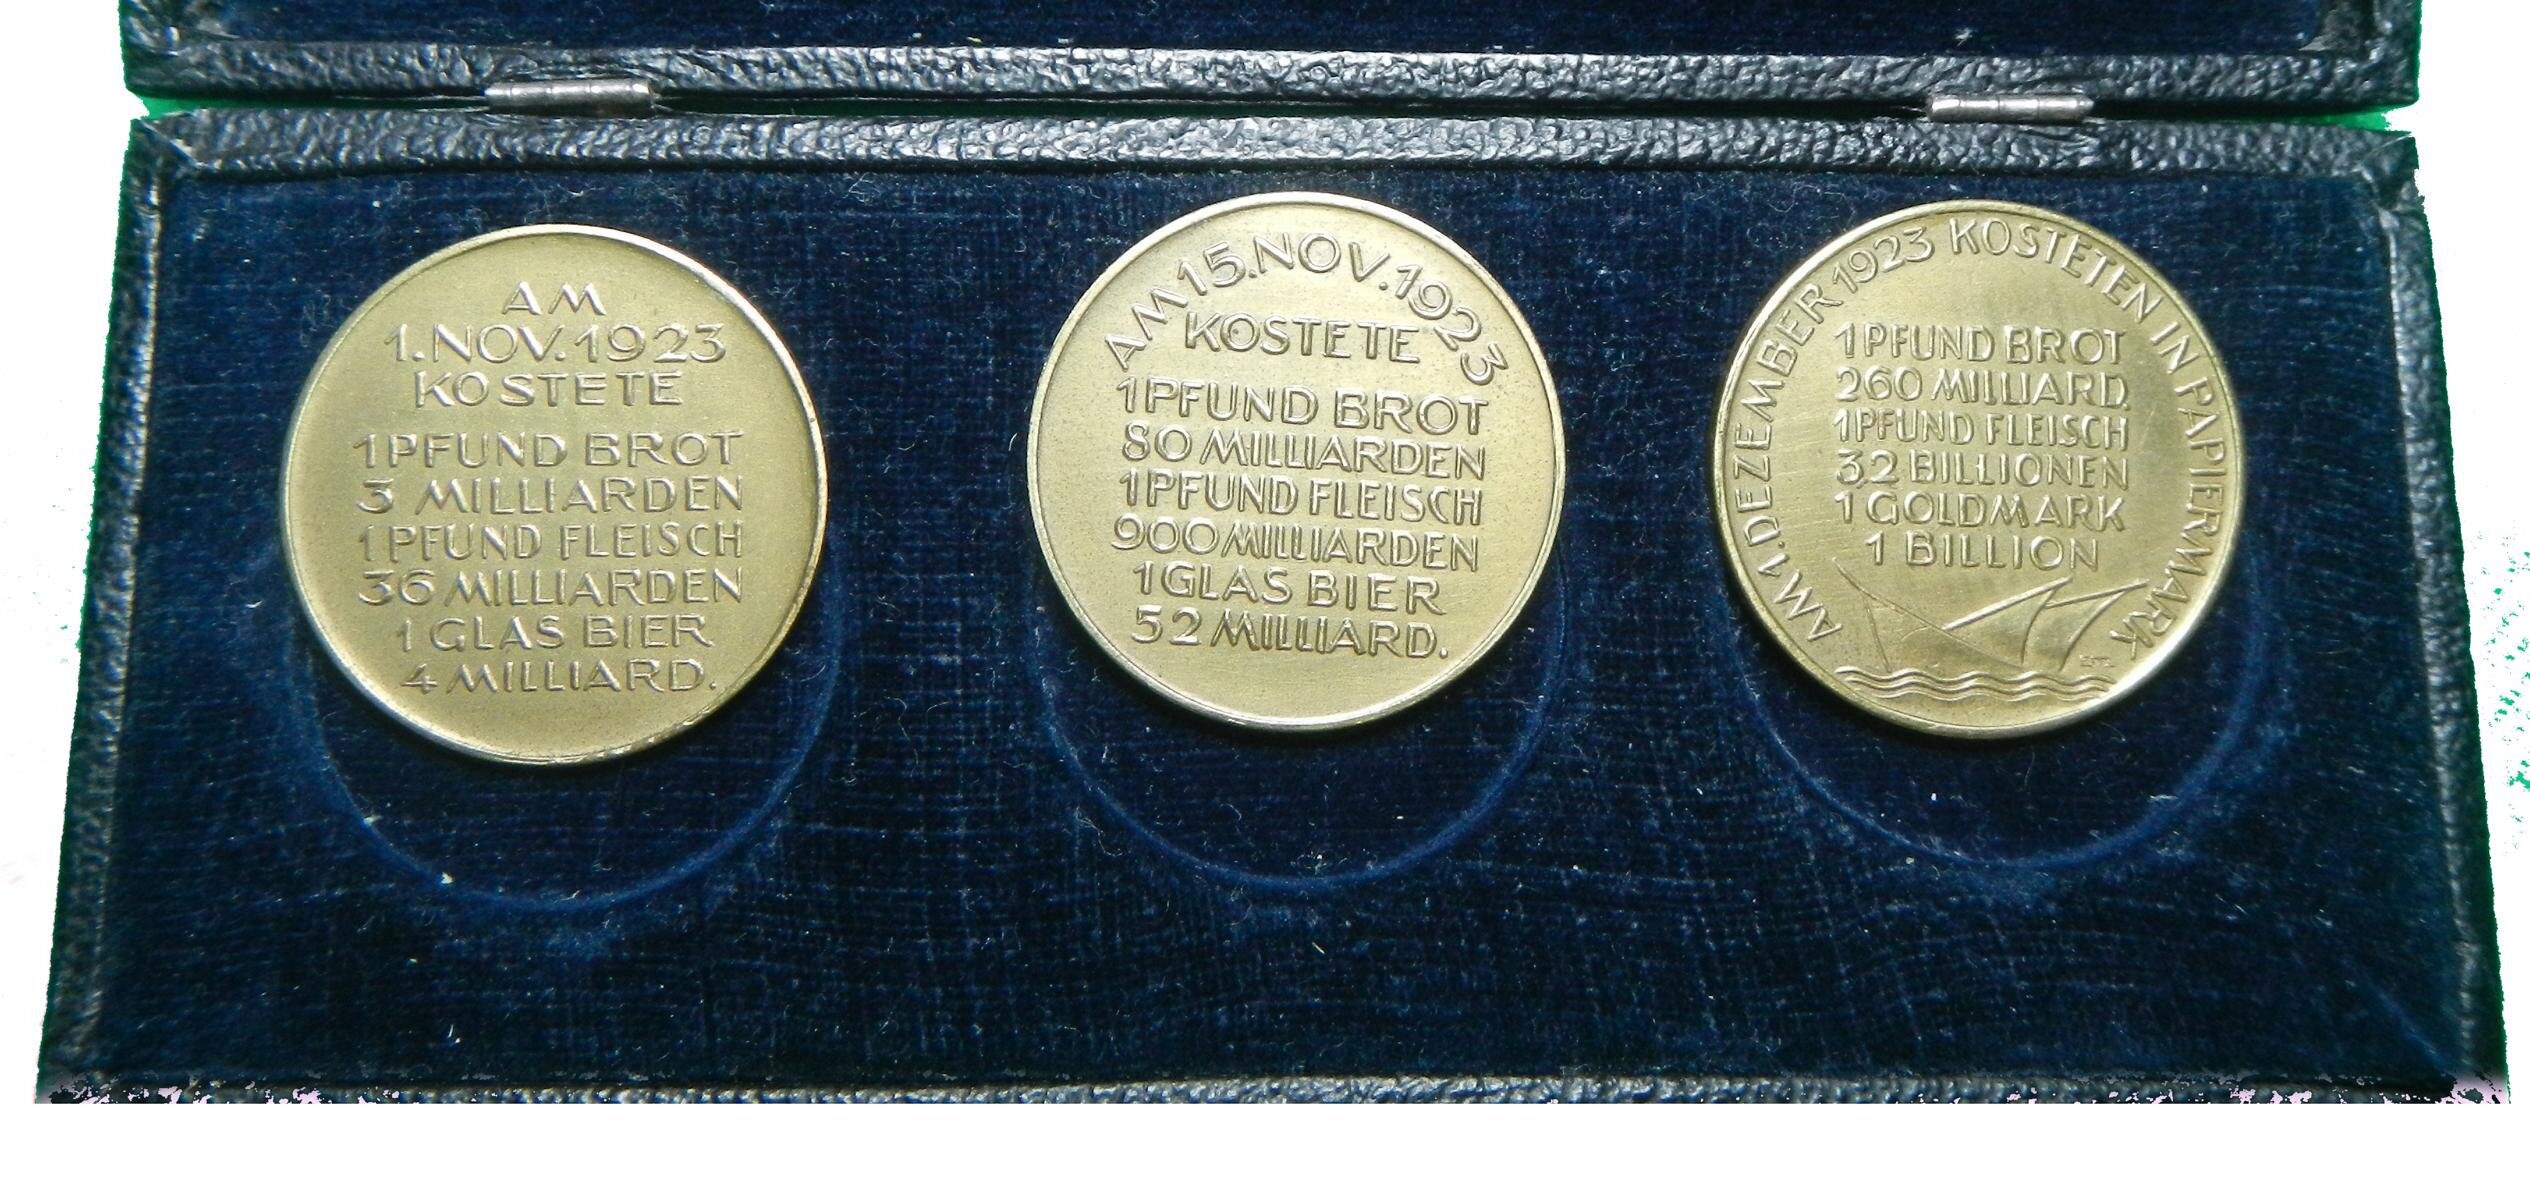 AM
1.NOV.1923
KOSTETE
1 PFUND BROT
3 MILLIARDEN
1 PFUND FLEISCH
36 MILLIARDEN
1 GLAS BIER
4 MILLIARD.
AM 15.NOV.1923
KOSTETE
1 PFUND BROT
80 MILLIARDEN
1 PFUND FLEISCH
900 MILLIARDEN
1 GLAS BIER
52 MILLIARD.
AM 1.DEZEMBER 1923 KOSTETEN IN PAPIERMARK
1 PFUND BROT
260 MILLIARD.
1 PFUND FLEISCH
3,2 BILLIONEN
1 GOLDMARK
1 BILLION